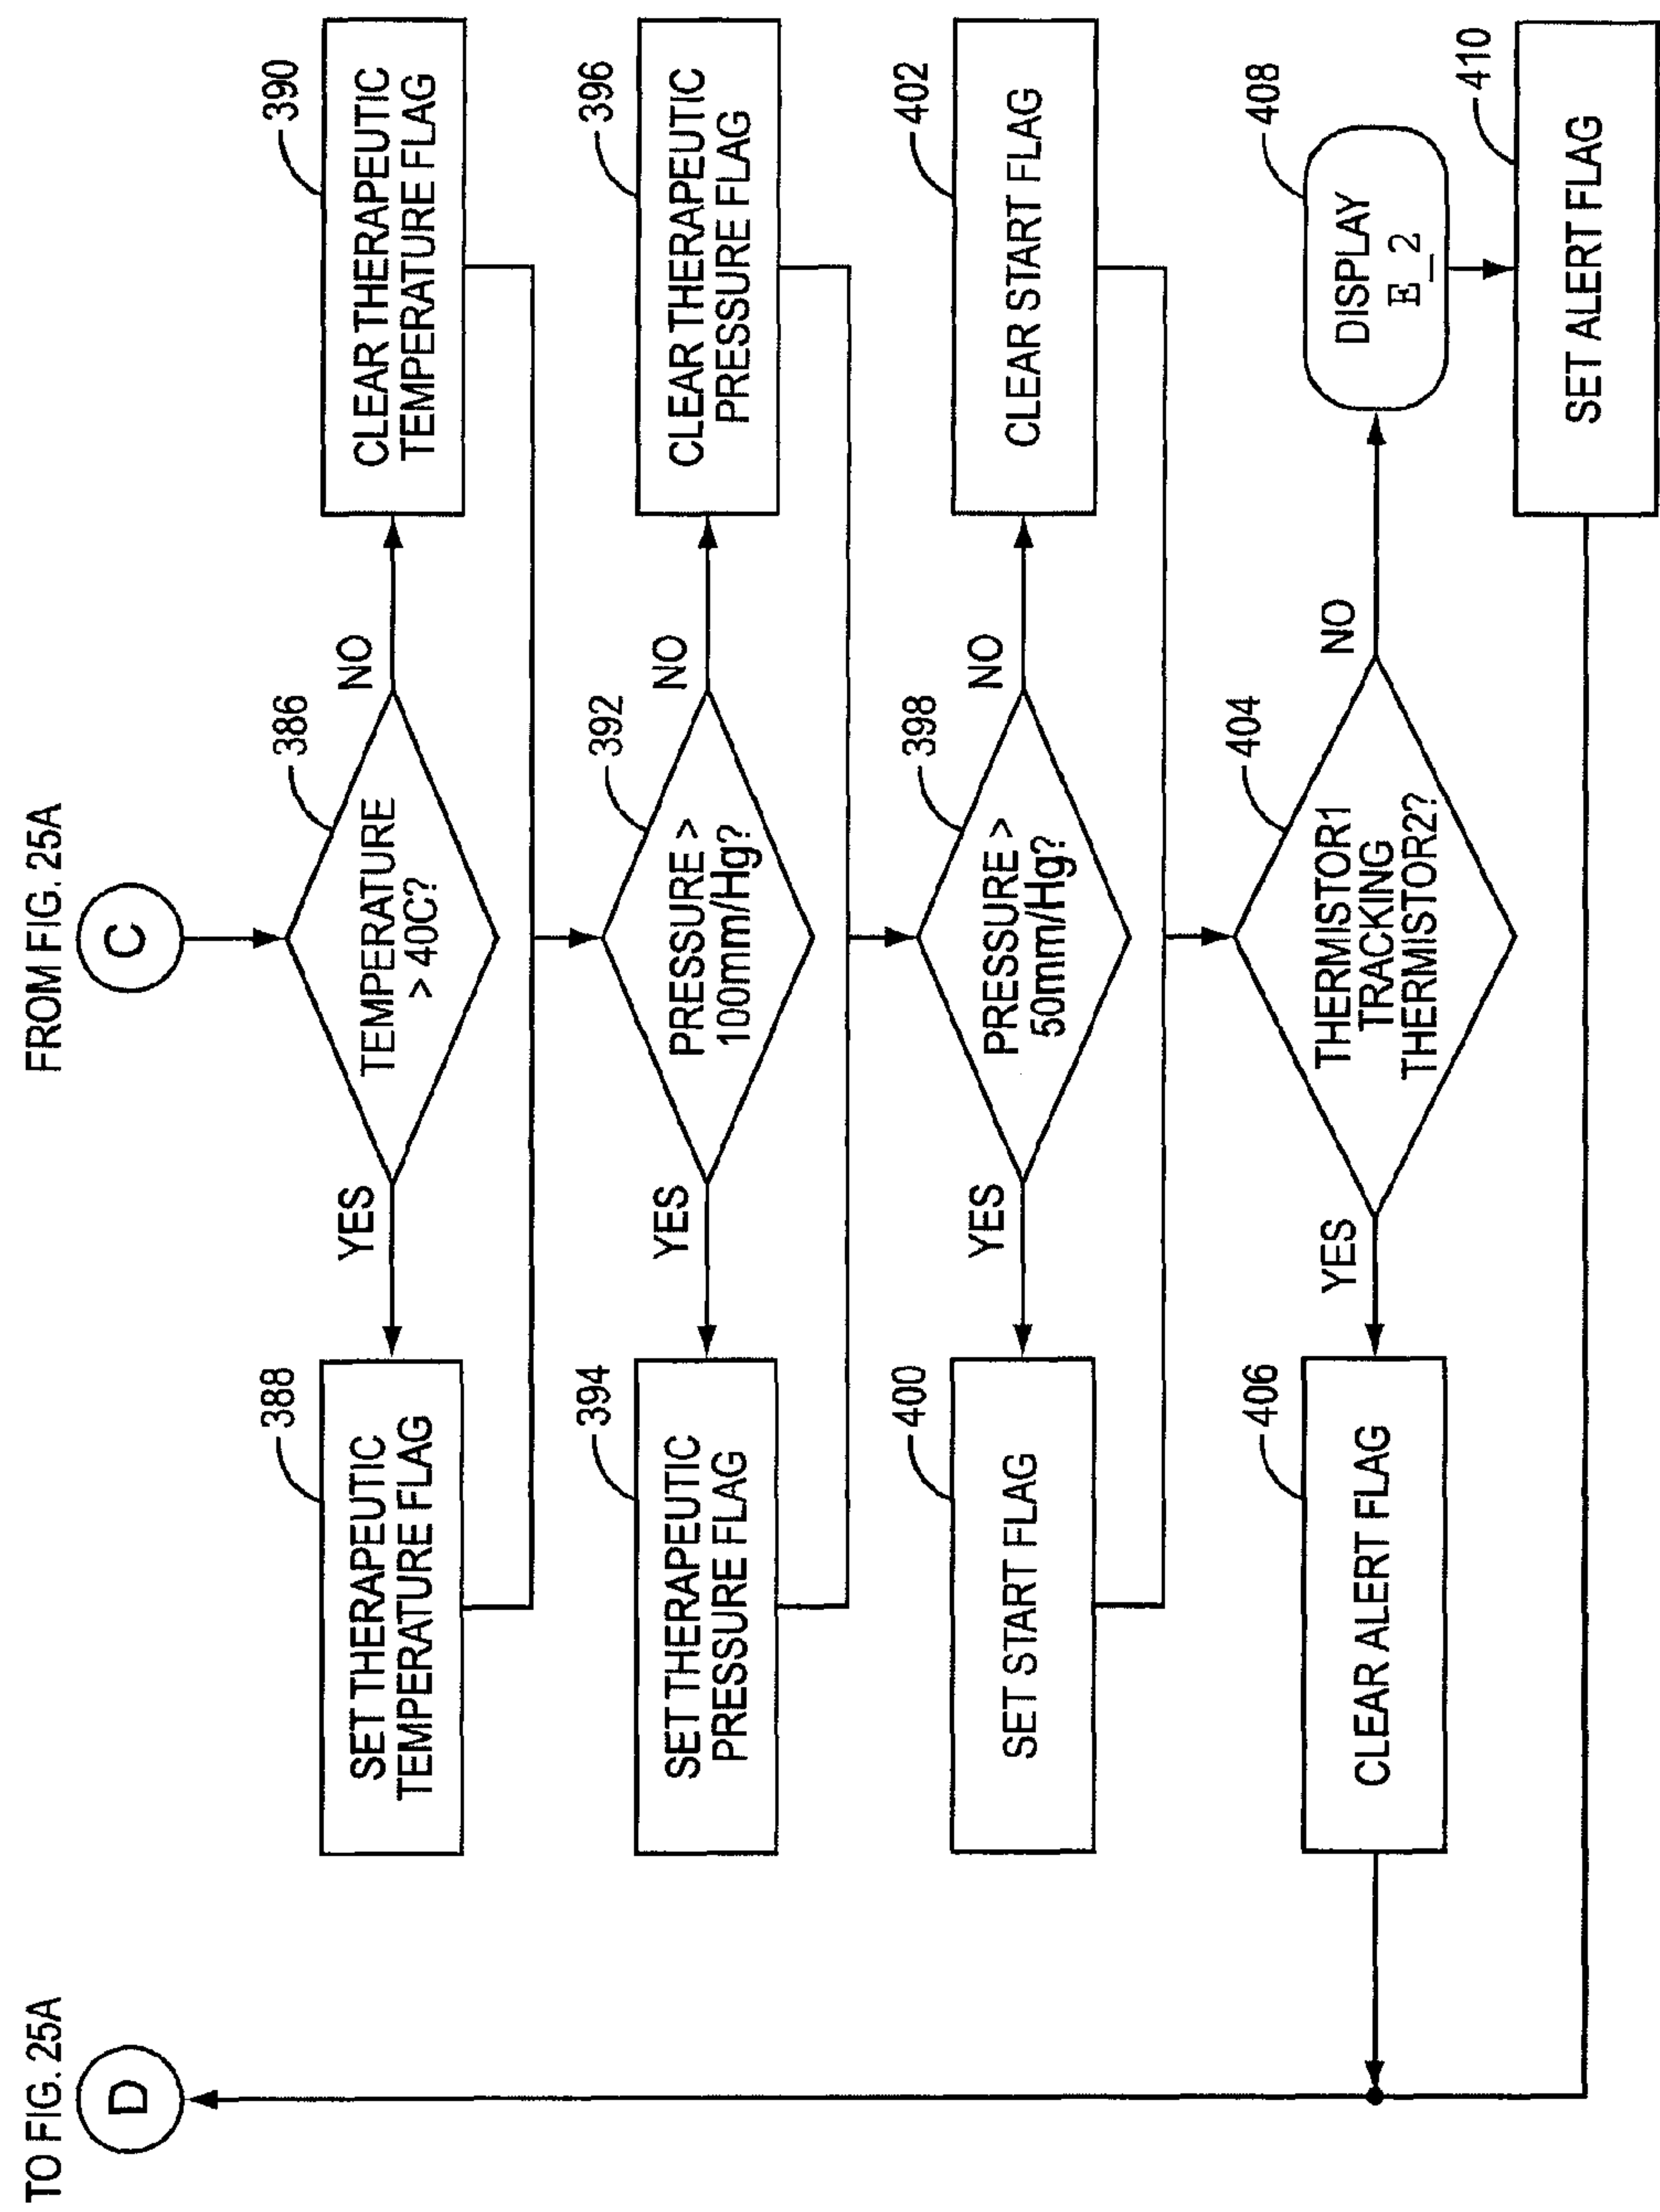 TO FIG. 25A
D
FROM FIG. 25A
C
386
TEMPERATURE
> 40C?
YES
NO
388
SET THERAPEUTIC
TEMPERATURE FLAG
390
CLEAR THERAPEUTIC
TEMPERATURE FLAG
392
PRESSURE >
100mm/Hg?
YES
NO
394
SET THERAPEUTIC
PRESSURE FLAG
396
CLEAR THERAPEUTIC
PRESSURE FLAG
398
PRESSURE >
50mm/Hg?
YES
NO
400
SET START FLAG
402
CLEAR START FLAG
404
THERMISTOR1
TRACKING
THERMISTOR2?
YES
NO
406
CLEAR ALERT FLAG
408
DISPLAY
E_2
410
SET ALERT FLAG